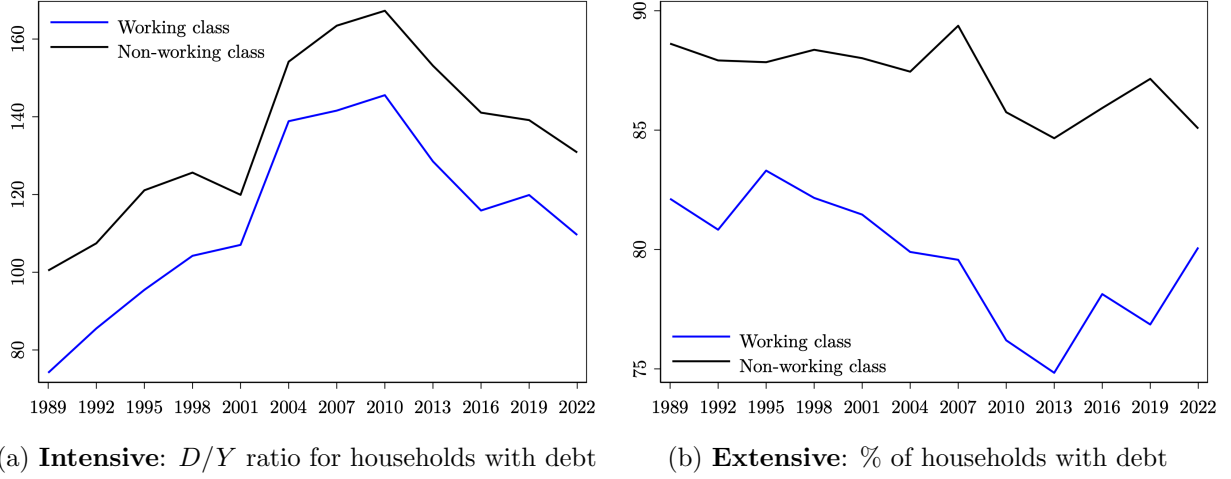 160
140
120
100
80
Working class
Non-working class
1989 1992 1995 1998 2001 2004 2007 2010 2013 2016 2019 2022
a) Intensive: D/Y ratio for households with debt
90
85
80
75
Working class
Non-working class
1989 1992 1995 1998 2001 2004 2007 2010 2013 2016 2019 2022
(b) Extensive: % of households with debt